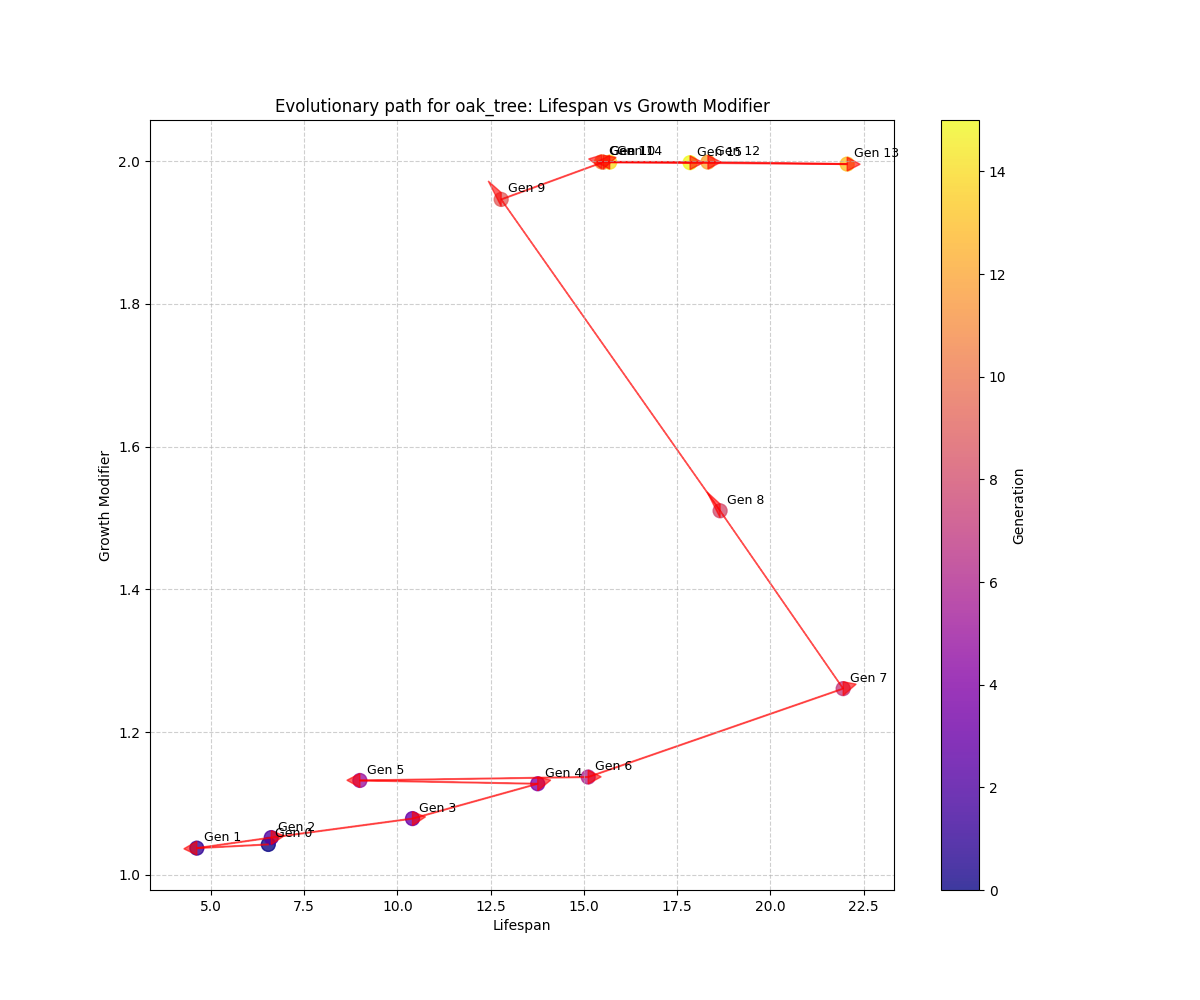 Evolutionary path for oak_tree: Lifespan vs Growth Modifier
2.0
1.8
1.6
1.4
1.2
1.0
Growth Modifier
5.0
7.5
10.0
12.5
15.0
17.5
20.0
22.5
Lifespan
Gen 15
Gen 12
Gen 13
Gen 9
Gen 8
Gen 7
Gen 6
Gen 5
Gen 4
Gen 3
Gen 2
Gen 0
Gen 1
14
12
10
8
6
4
2
0
Generation